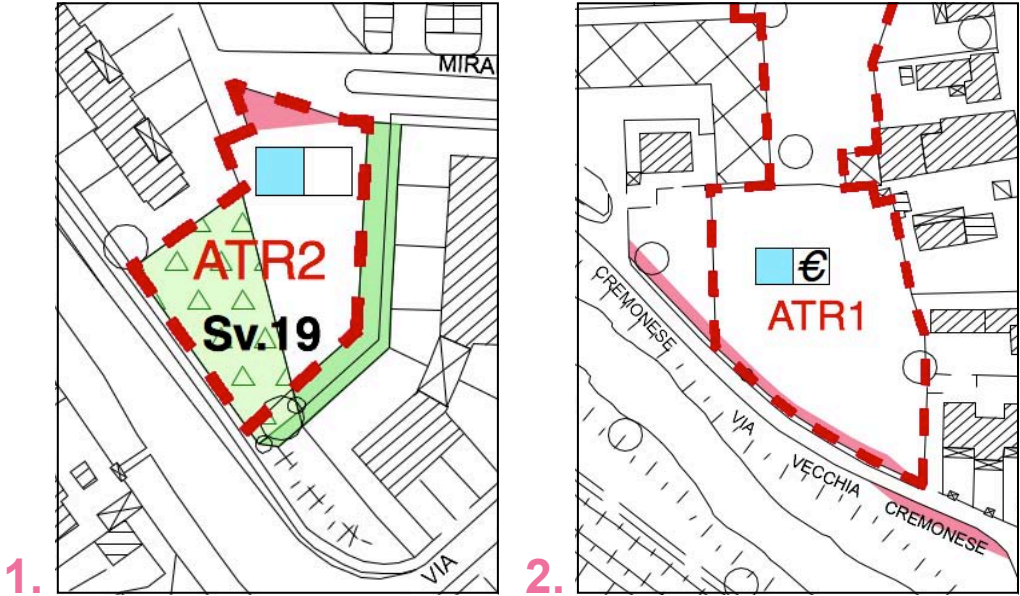 MIRA
ATR2
Sv.19
VIA
1.
€
ATR1
CREMONESE
VIA
VECCHIA
CREMONESE
2.